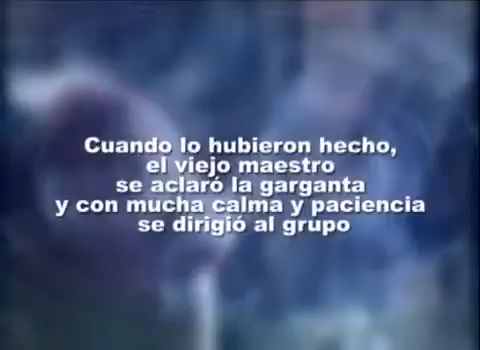 Cuando lo hubieron hecho,
el viejo maestro
se aclaró la garganta
y con mucha calma y paciencia
se dirigió al grupo